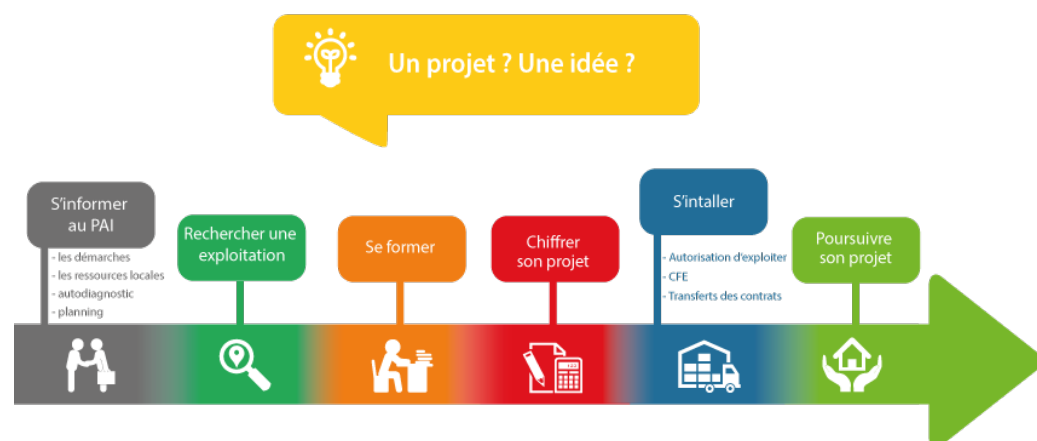 Un projet ? Une idée ?
S'informer
au PAI
- les démarches
- les ressources locales
- autodiagnostic
- planning
Rechercher une
exploitation
Se former
Chiffrer
son projet
S'intaller
- Autorisation d'exploiter
- CFE
- Transferts des contrats
Poursuivre
son projet